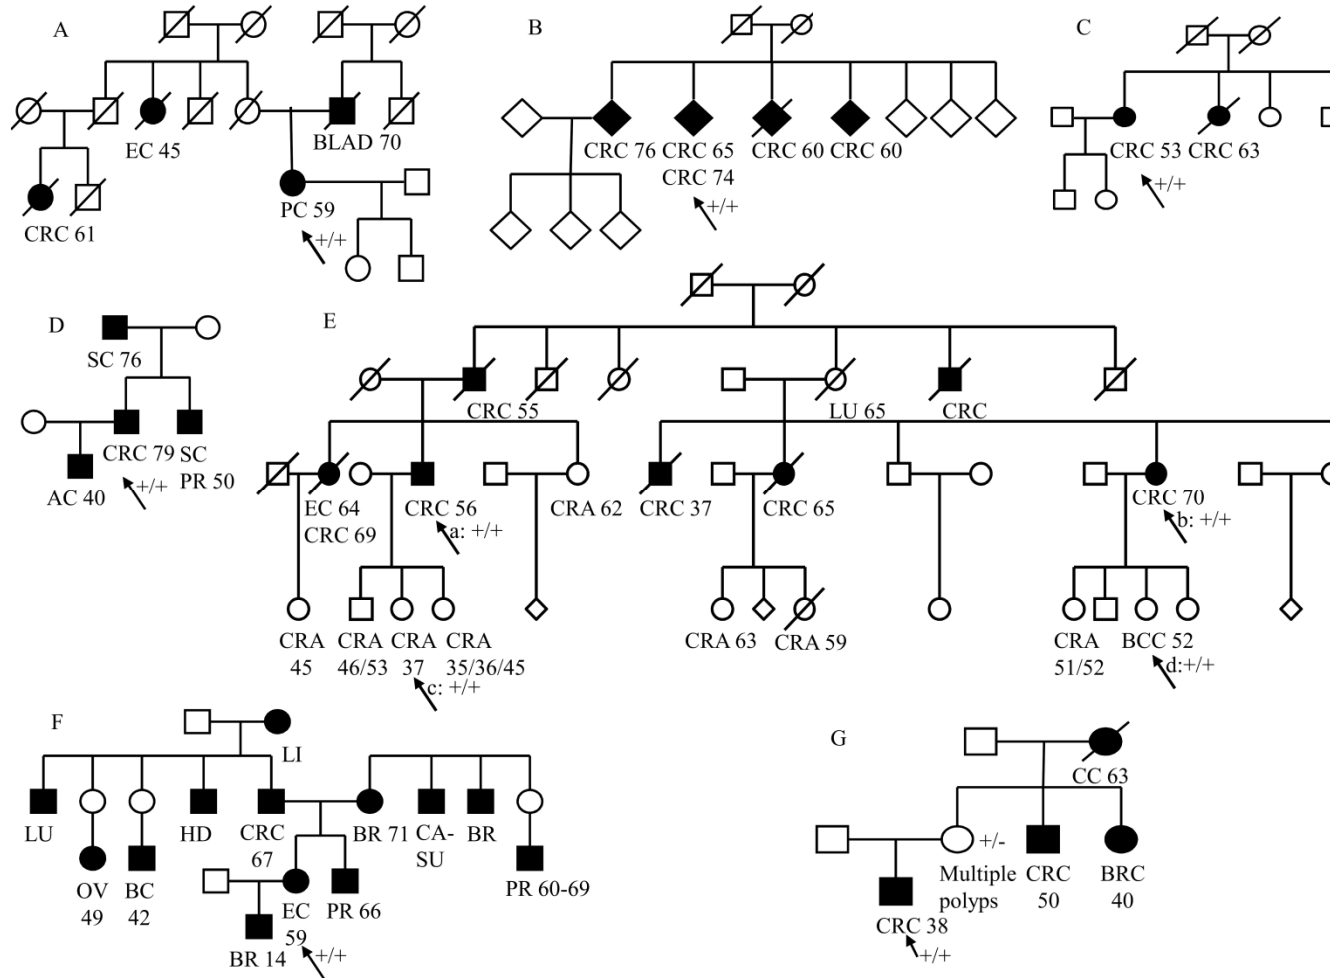 A
EC 45
BLAD 70
CRC 61
PC 59
+/+
B
CRC 76 CRC 65 CRC 60 CRC 60
CRC 74
+/+
C
CRC 53 CRC 63
+/+
D
SC 76
CRC 79 SC
PR 50
AC 40
+/+
E
CRC 55
LU 65
CRC
EC 64
CRC 69
CRC 56
a: +/+
CRA 62
CRC 37
CRC 65
CRC 70
b: +/+
CRA
45
CRA
46/53
CRA
37
c: +/+
CRA
35/36/45
CRA 63
CRA 59
CRA
51/52
BCC 52
d:+/+
F
LI
LU
HD
CRC
67
BR 71
CA-
SU
BR
OV
49
BC
42
EC
59
PR 66
PR 60-69
BR 14
+/+
G
CC 63
+/-
Multiple
polyps
CRC
50
BRC
40
CRC 38
+/+